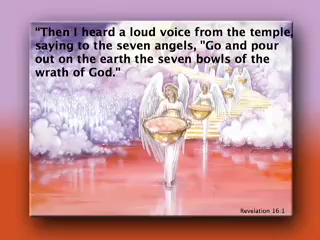 “Then I heard a loud voice from the temple,
saying to the seven angels, "Go and pour
out on the earth the seven bowls of the
wrath of God."
Revelation 16:1